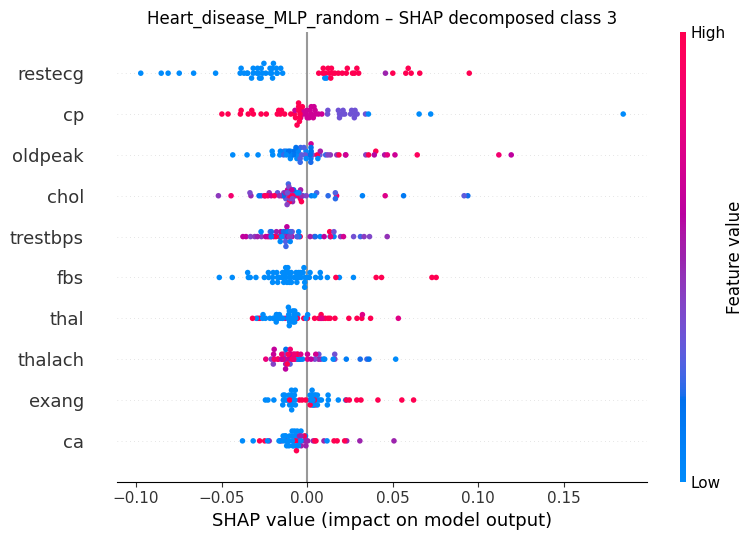 Heart_disease_MLP_random – SHAP decomposed class 3
High
restecg
cp
oldpeak
chol
trestbps
fbs
thal
thalach
exang
ca
Feature value
Low
−0.10 −0.05 0.00 0.05 0.10 0.15
SHAP value (impact on model output)